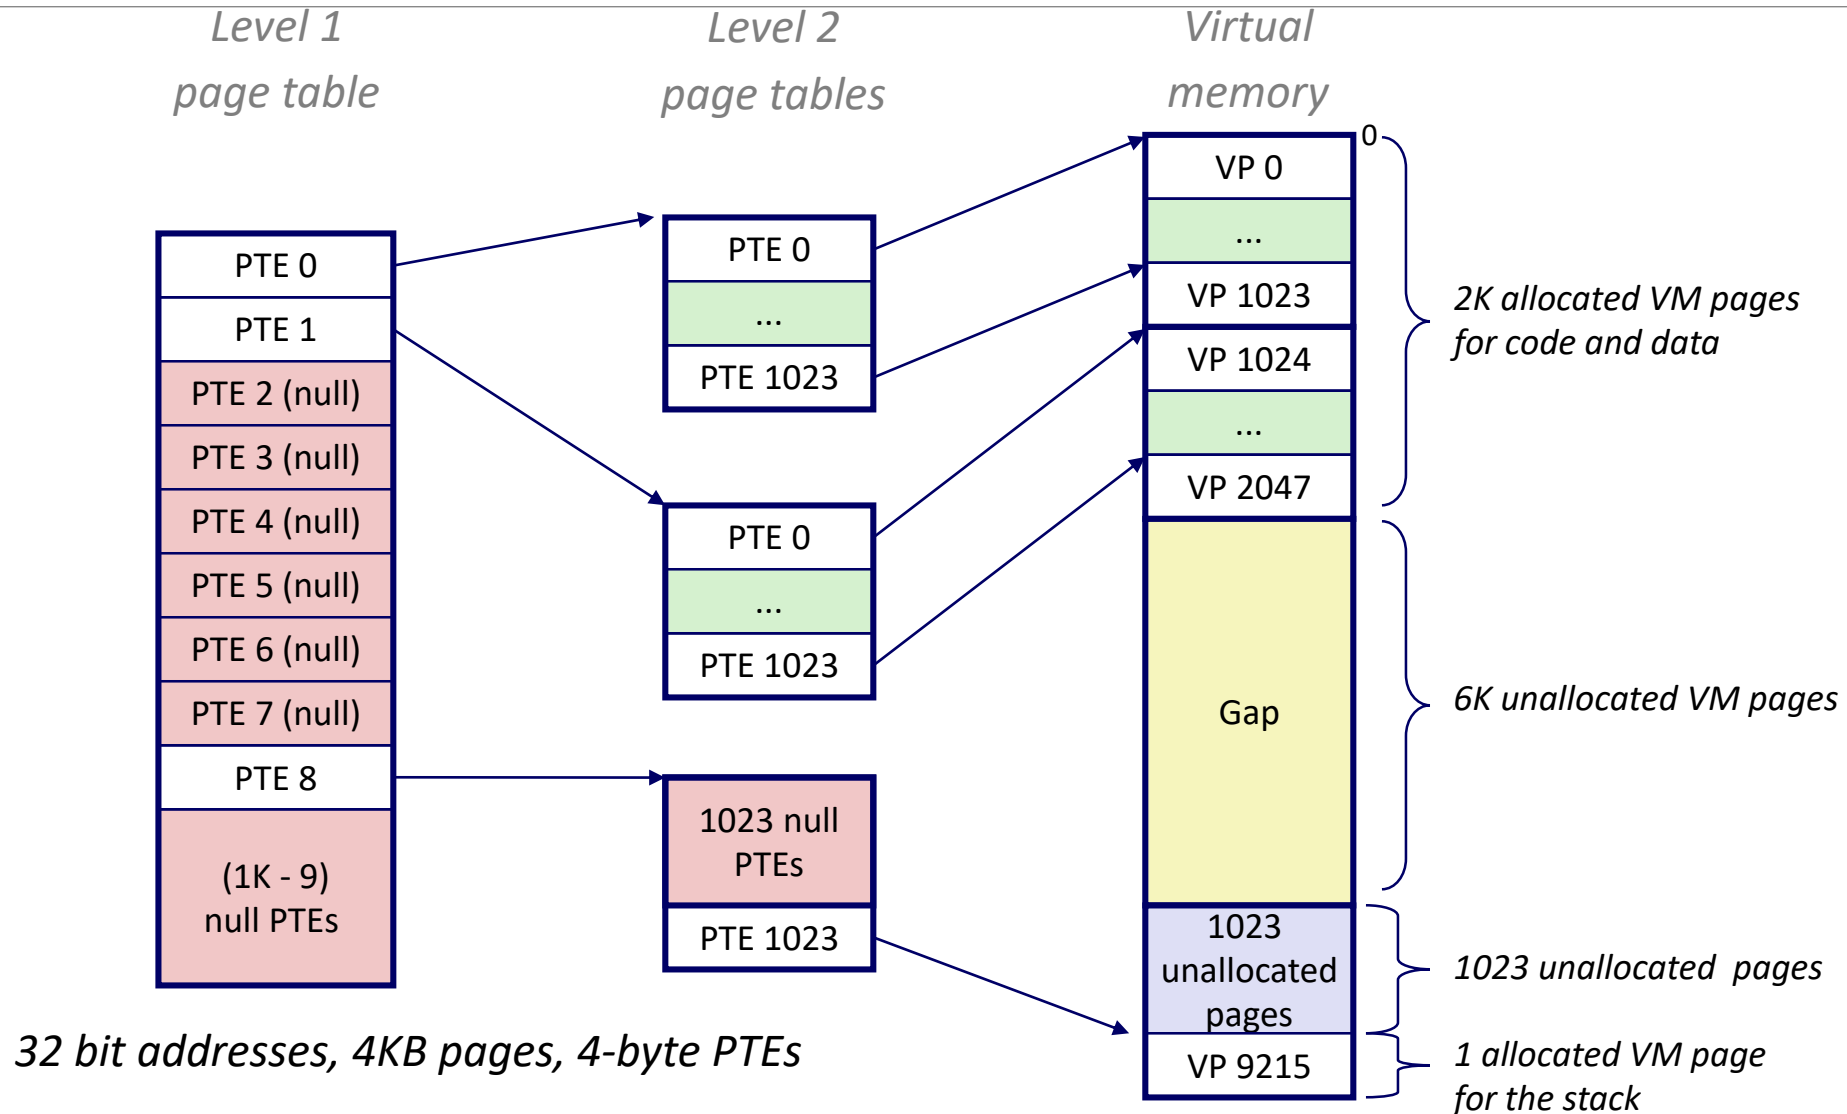 Level 1
page table
Level 2
page tables
Virtual
memory
PTE 0
PTE 1
PTE 2 (null)
PTE 3 (null)
PTE 4 (null)
PTE 5 (null)
PTE 6 (null)
PTE 7 (null)
PTE 8
(1K - 9)
null PTEs
PTE 0
...
PTE 1023
PTE 0
...
PTE 1023
1023 null
PTEs
PTE 1023
0
VP 0
...
VP 1023
VP 1024
...
VP 2047
Gap
1023
unallocated
pages
VP 9215
2K allocated VM pages
for code and data
6K unallocated VM pages
1023 unallocated  pages
1 allocated VM page
for the stack
32 bit addresses, 4KB pages, 4-byte PTEs